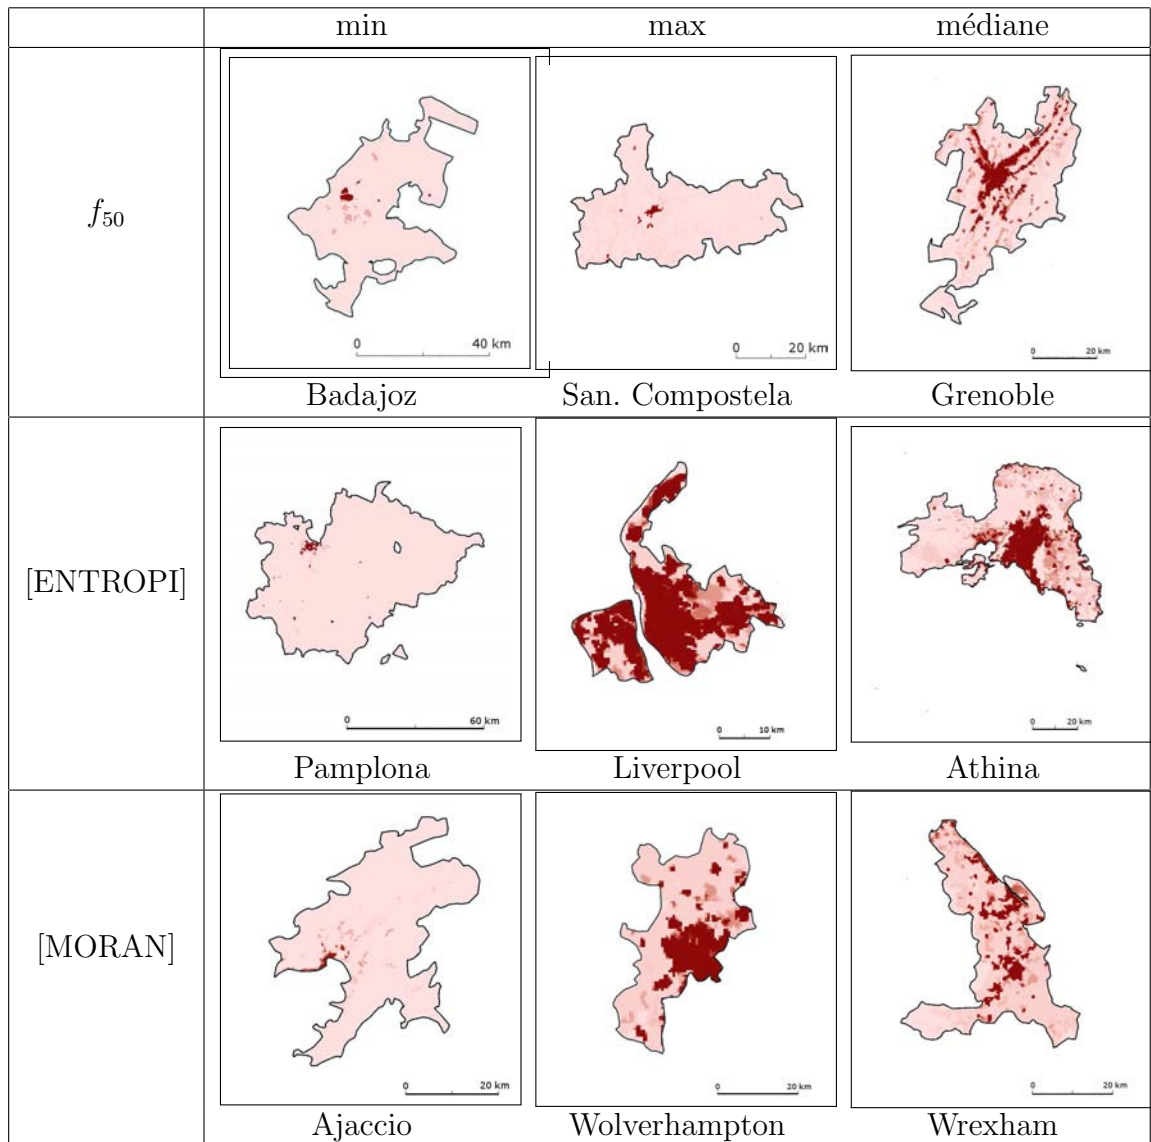 min max médiane
f50
0 40 km
0 20 km
0 20 km
Badajoz San. Compostela Grenoble
[ENTROPI]
0 60 km
0 10 km
0 20 km
Pamplona Liverpool Athina
[MORAN]
0 20 km
0 20 km
0 20 km
Ajaccio Wolverhampton Wrexham